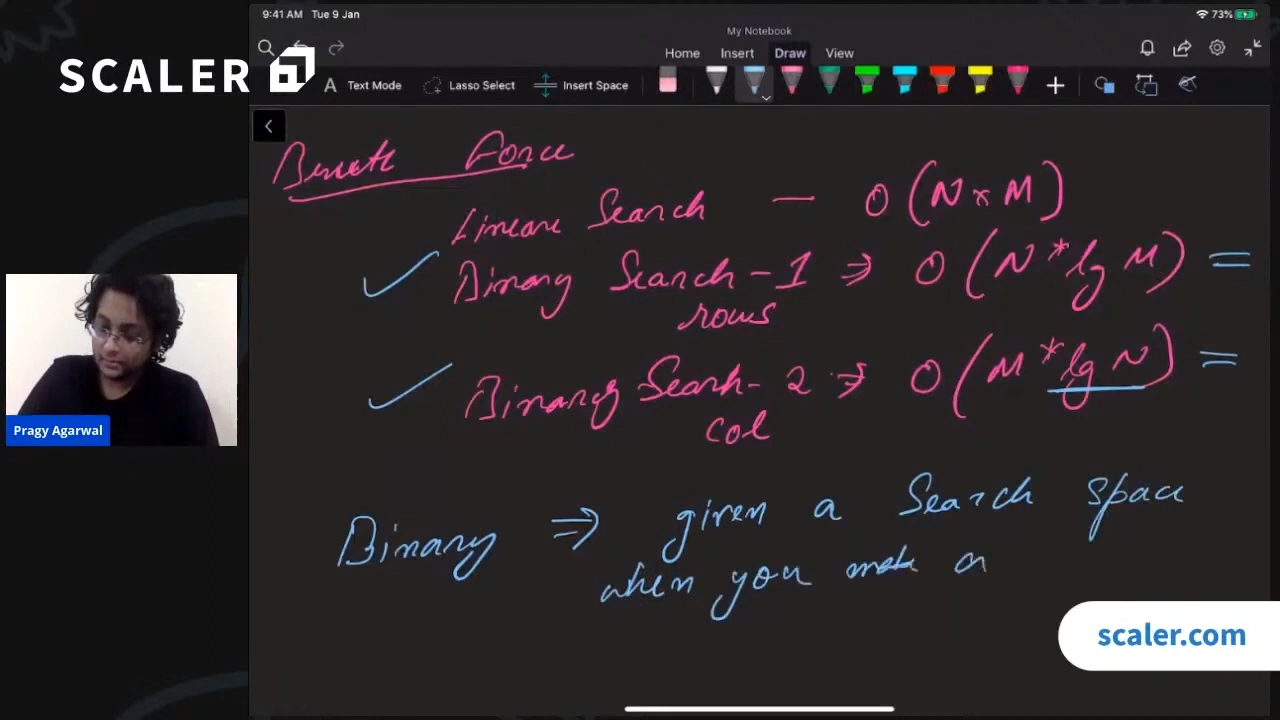 9:41 AM Tue 9 Jan
73%
My Notebook
Home Insert Draw View
SCALER
Text Mode Lasso Select Insert Space
Brute Force
Linear Search — O(N×M)
Binary Search-1 ⇒ O(N*lg M) =
rows
Binary Search-2 ⇒ O(M*lg N) =
col
Pragy Agarwal
Binary ⇒ given a Search space
when you make a
scaler.com